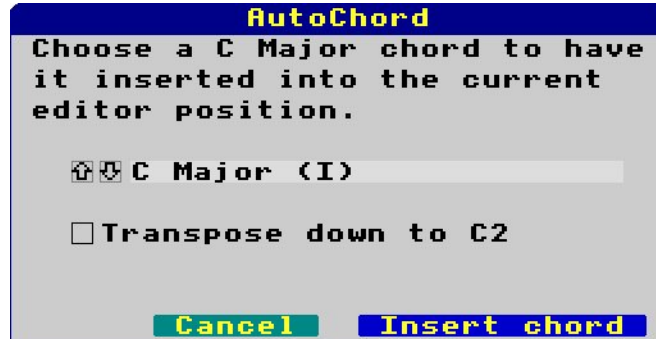 AutoChord
Choose a C Major chord to have
it inserted into the current
editor position.
C Major (I)
Transpose down to C2
Cancel Insert chord